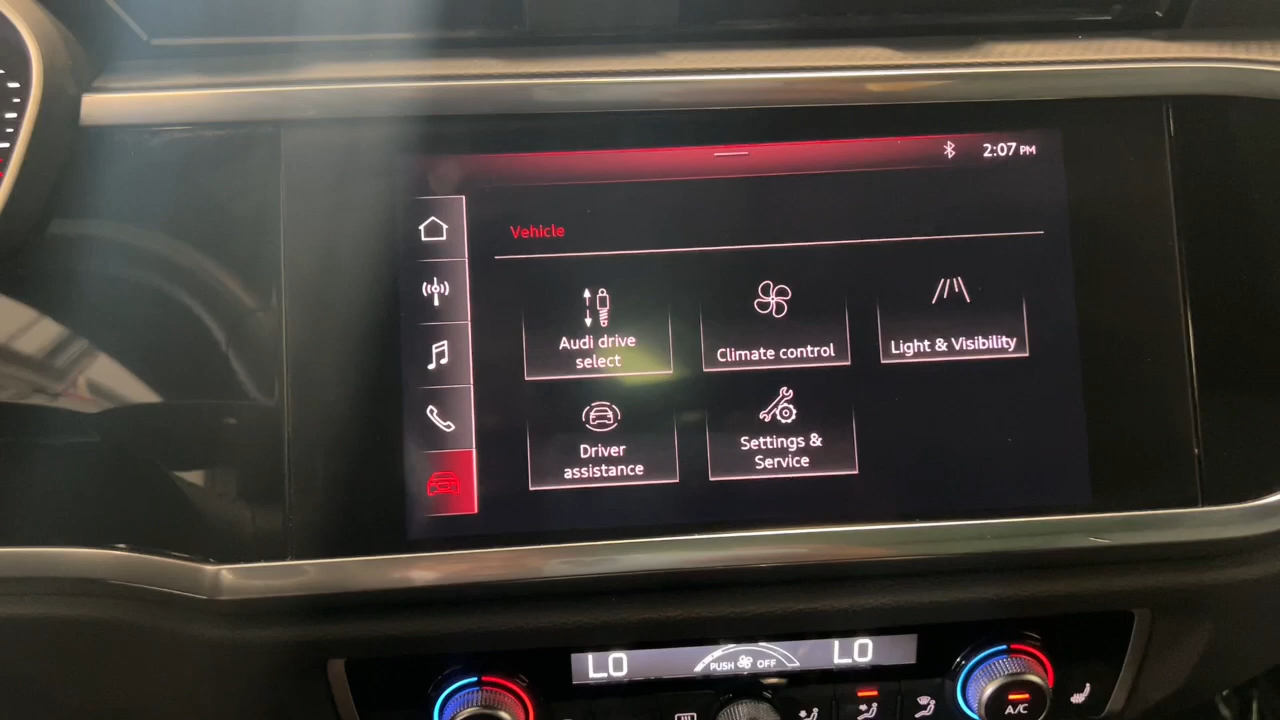 2:07 PM
Vehicle
Audi drive
select
Climate control
Light & Visibility
Driver
assistance
Settings &
Service
LO
PUSH OFF
LO
A/C